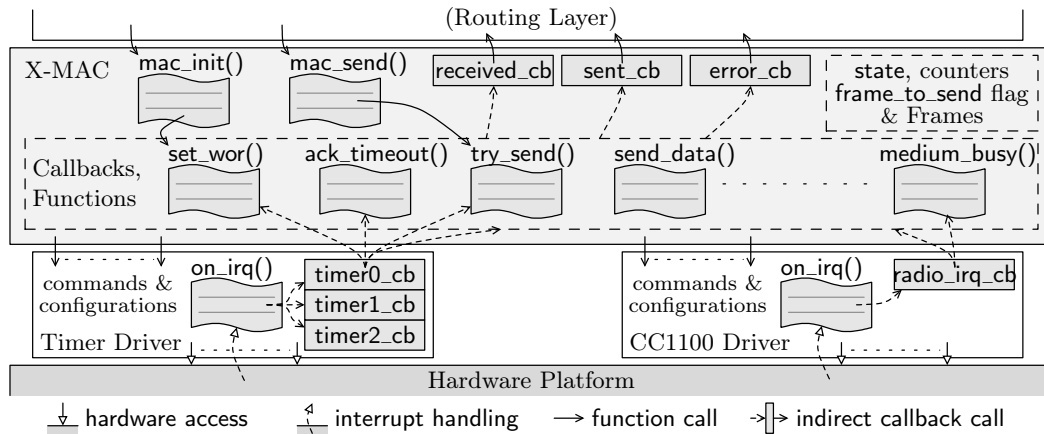 (Routing Layer)
X-MAC
mac_init()
mac_send()
received_cb
sent_cb
error_cb
state, counters
frame_to_send flag
& Frames
Callbacks,
Functions
set_wor()
ack_timeout()
try_send()
send_data()
medium_busy()
commands &
configurations
on_irq()
timer0_cb
timer1_cb
timer2_cb
Timer Driver
commands &
configurations
on_irq()
radio_irq_cb
CC1100 Driver
Hardware Platform
hardware access
interrupt handling
function call
indirect callback call